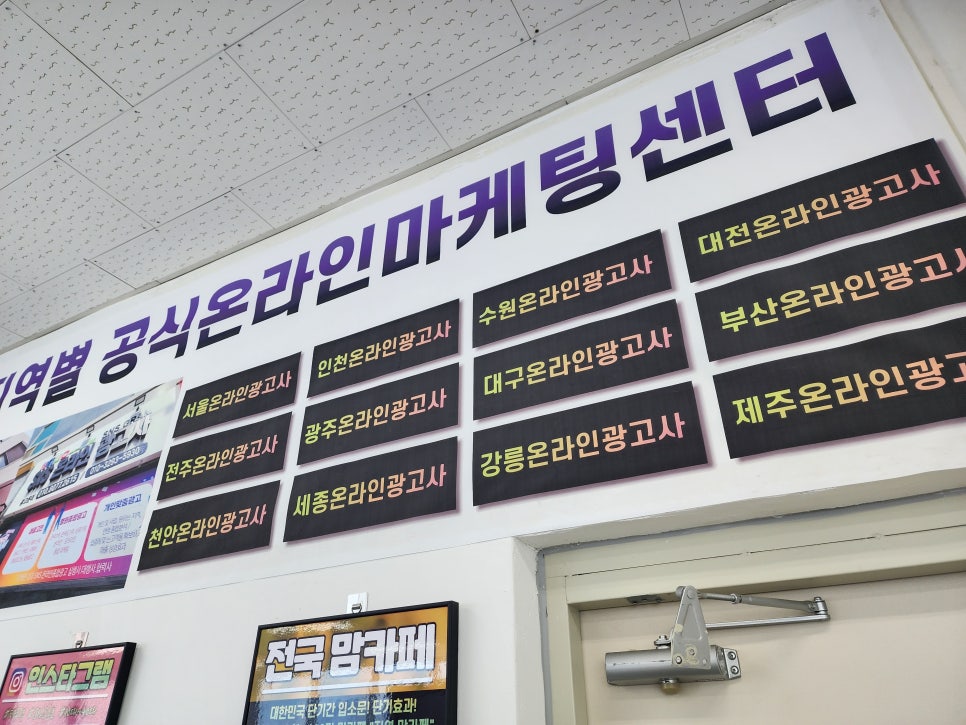 지역별 공식온라인마케팅센터
서울온라인광고사
인천온라인광고사
수원온라인광고사
대전온라인광고사
전주온라인광고사
광주온라인광고사
대구온라인광고사
부산온라인광고사
천안온라인광고사
세종온라인광고사
강릉온라인광고사
제주온라인광고
개인맞춤광고
인스타그램
전국 맘카페
대한민국 단기간 입소문! 단기효과!